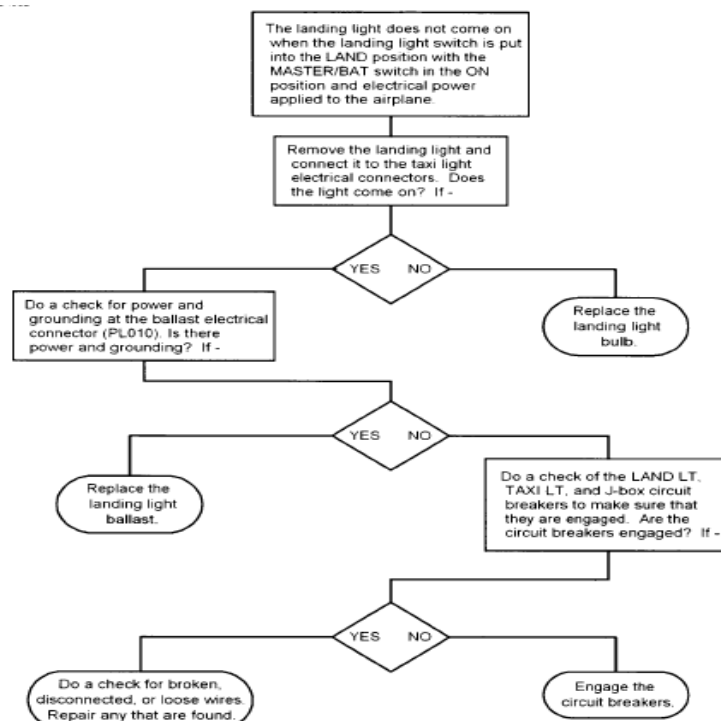 The landing light does not come on
when the landing light switch is put
into the LAND position with the
MASTER/BAT switch in the ON
position and electrical power
applied to the airplane.
Remove the landing light and
connect it to the taxi light
electrical connectors. Does
the light come on? If -
YES NO
Do a check for power and
grounding at the ballast electrical
connector (PL010). Is there
power and grounding? If -
Replace the
landing light
bulb.
YES NO
Replace the
landing light
ballast.
Do a check of the LAND LT,
TAXI LT, and J-box circuit
breakers to make sure that
they are engaged. Are the
circuit breakers engaged? If -
YES NO
Do a check for broken,
disconnected, or loose wires.
Repair any that are found.
Engage the
circuit breakers.